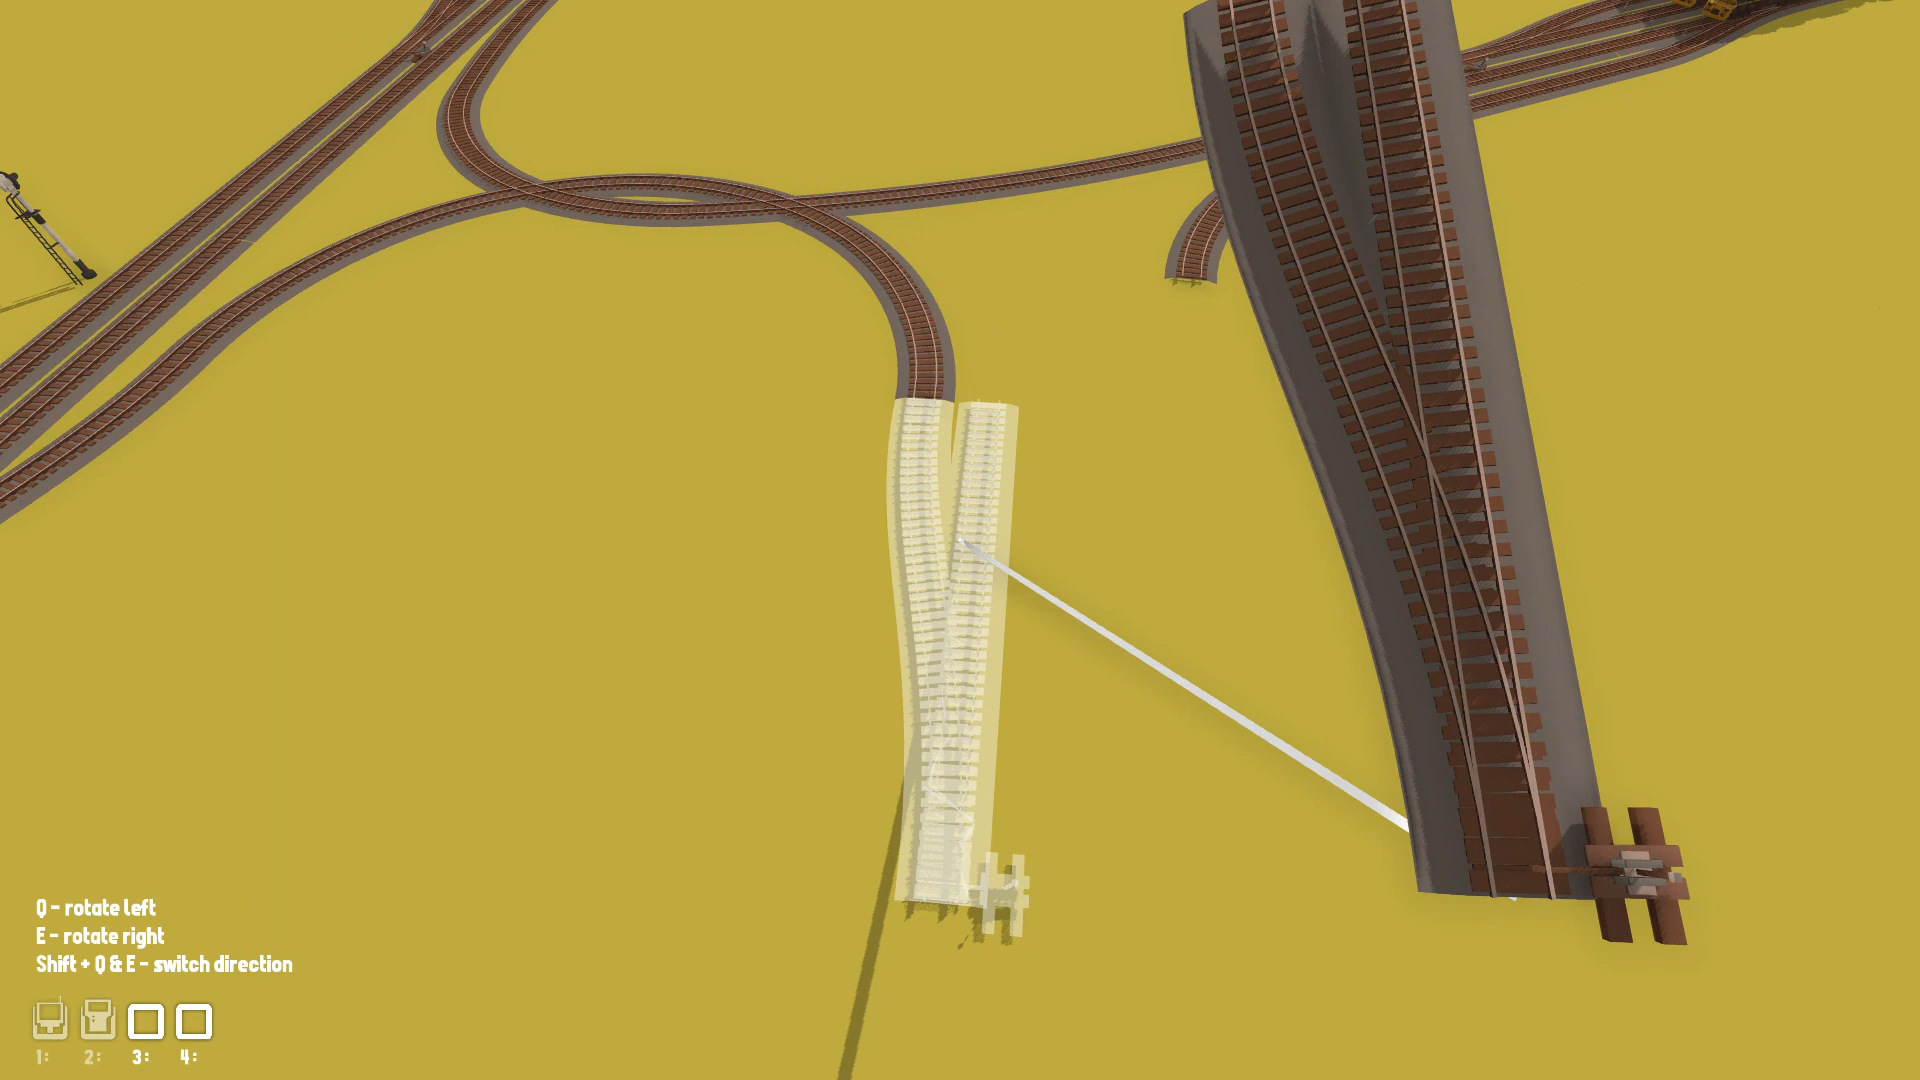 Q - rotate left
E - rotate right
Shift + Q & E - switch direction
1: 2: 3: 4: